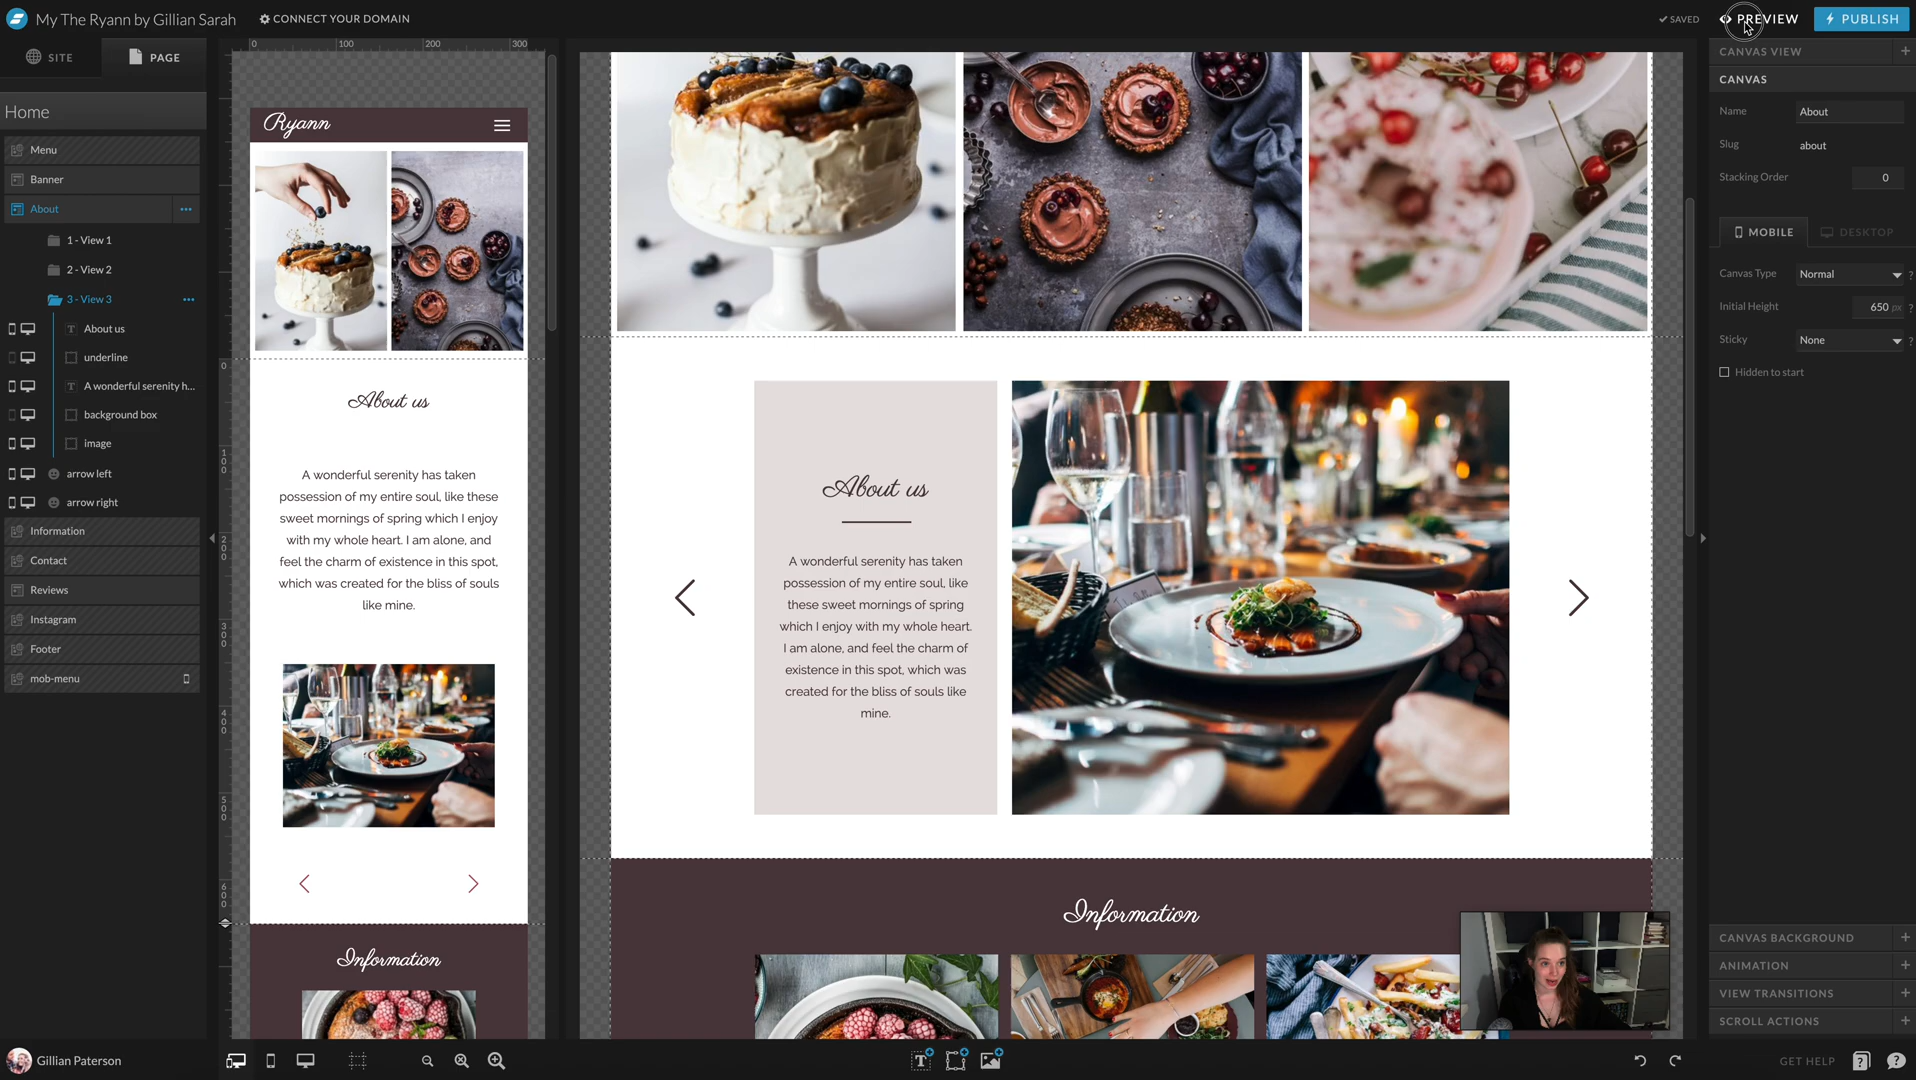 My The Ryann by Gillian Sarah
CONNECT YOUR DOMAIN
SAVED
PREVIEW
PUBLISH
SITE
PAGE
Home
Menu
Banner
About
1 - View 1
2 - View 2
3 - View 3
About us
underline
A wonderful serenity h...
background box
image
arrow left
arrow right
Information
Contact
Reviews
Instagram
Footer
mob-menu
Gillian Paterson
0
100
200
300
Ryann
About us
A wonderful serenity has taken
possession of my entire soul, like these
sweet mornings of spring which I enjoy
with my whole heart. I am alone, and
feel the charm of existence in this spot,
which was created for the bliss of souls
like mine.
Information
0
100
200
300
400
500
600
About us
A wonderful serenity has taken
possession of my entire soul, like
these sweet mornings of spring
which I enjoy with my whole heart.
I am alone, and feel the charm of
existence in this spot, which was
created for the bliss of souls like
mine.
Information
CANVAS VIEW
CANVAS
Name
About
Slug
about
Stacking Order
0
MOBILE
DESKTOP
Canvas Type
Normal
?
Initial Height
650 px
?
Sticky
None
?
Hidden to start
CANVAS BACKGROUND
ANIMATION
VIEW TRANSITIONS
SCROLL ACTIONS
GET HELP